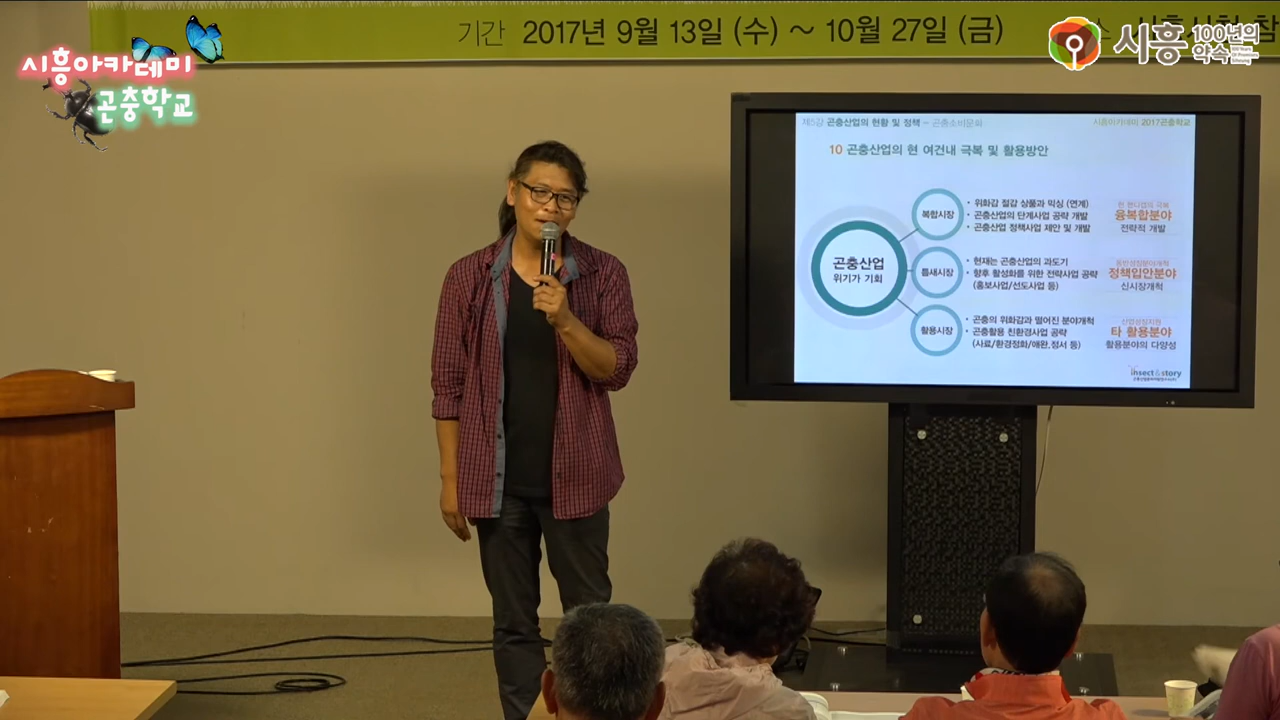 기간 2017년 9월 13일 (수) ~ 10월 27일 (금)
시흥
100년의
약속
시흥아카데미
곤충학교
제5강 곤충산업의 현황 및 정책 - 곤충소비문화
시흥아카데미 2017곤충학교
10 곤충산업의 현 여건내 극복 및 활용방안
곤충산업
위기가 기회
복합시장
• 위화감 절감 상품과 믹싱 (연계)
• 곤충산업의 단계사업 공략 개발
• 곤충산업 정책사업 제안 및 개발
융복합분야
전략적 개발
틈새시장
• 현재는 곤충산업의 과도기
• 향후 활성화를 위한 전략사업 공략
(홍보사업/선도사업 등)
정책입안분야
신시장개척
활용시장
• 곤충의 위화감과 떨어진 분야개척
• 곤충활용 친환경사업 공략
(사료/환경정화/애완,정서 등)
타 활용분야
활용분야의 다양성
insect & story